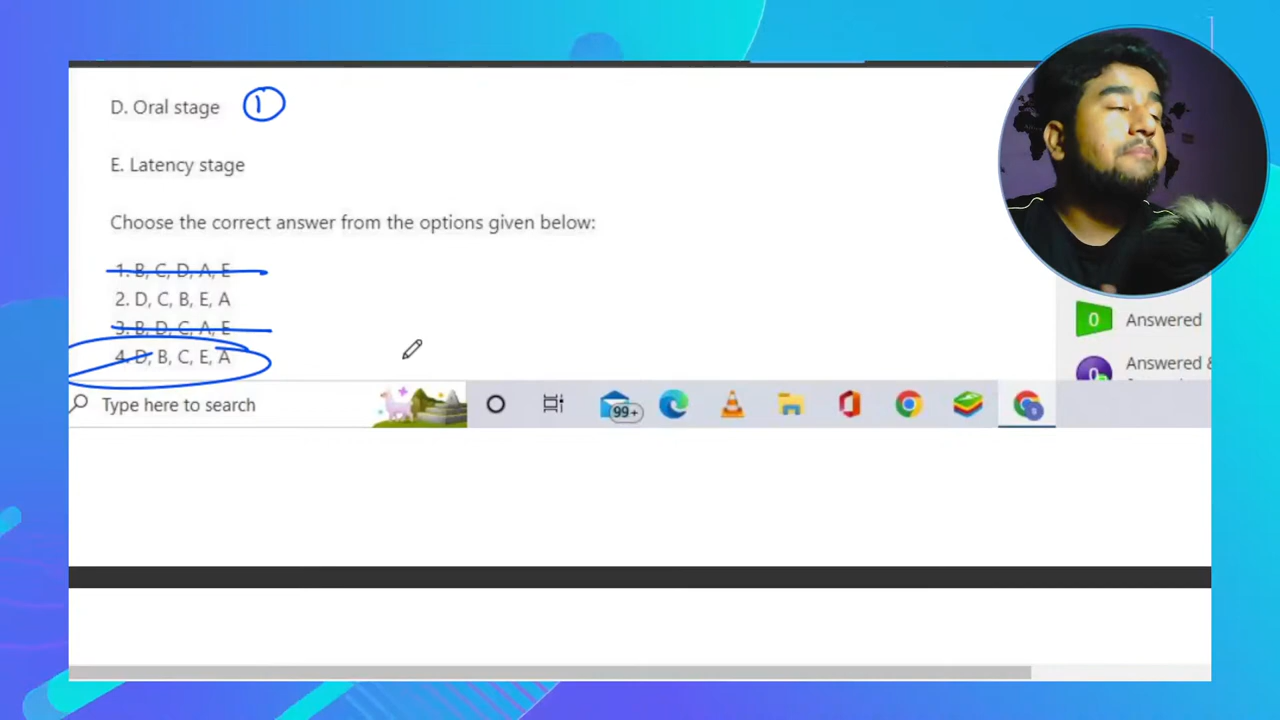 D. Oral stage 1
E. Latency stage
Choose the correct answer from the options given below:
1. B, C, D, A, E
2. D, C, B, E, A
3. B, D, C, A, E
4. D, B, C, E, A
0 Answered
Answered &
Type here to search
99+